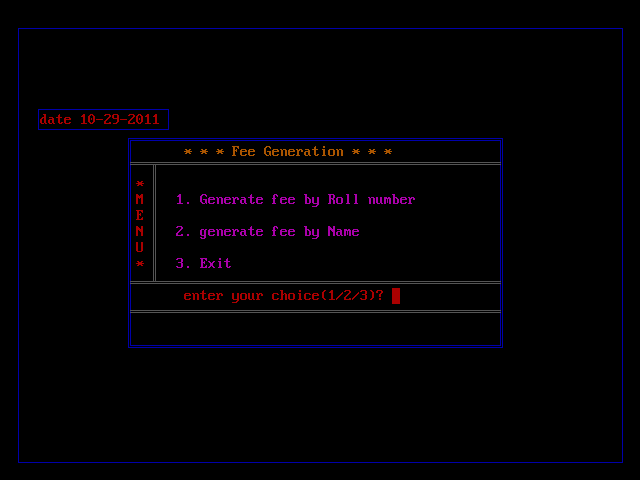 date 10-29-2011
* * * Fee Generation * * *
*
M
E
N
U
*
1. Generate fee by Roll number
2. generate fee by Name
3. Exit
enter your choice(1/2/3)?